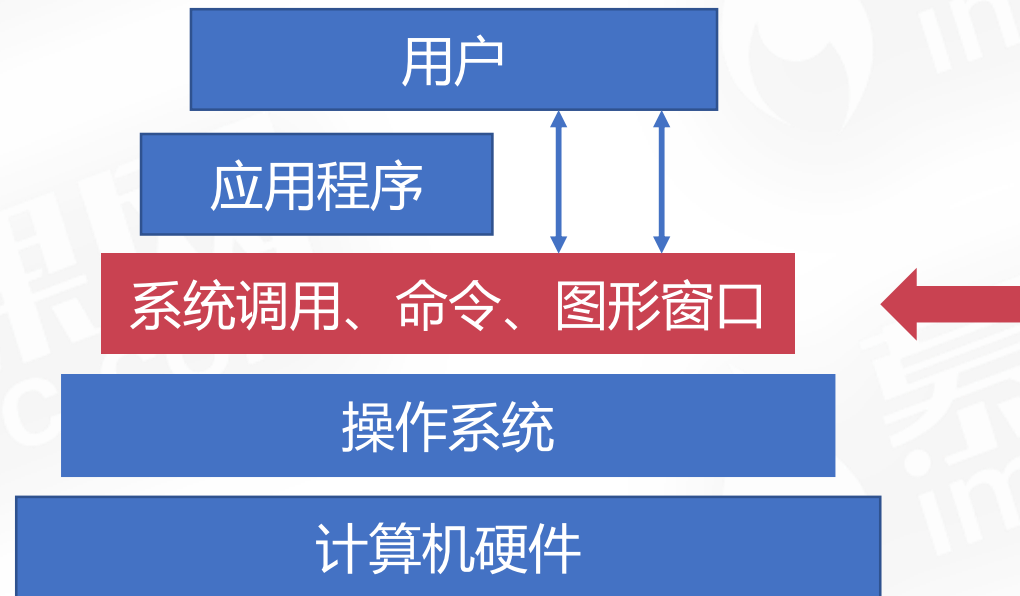 用户
应用程序
系统调用、命令、图形窗口
操作系统
计算机硬件